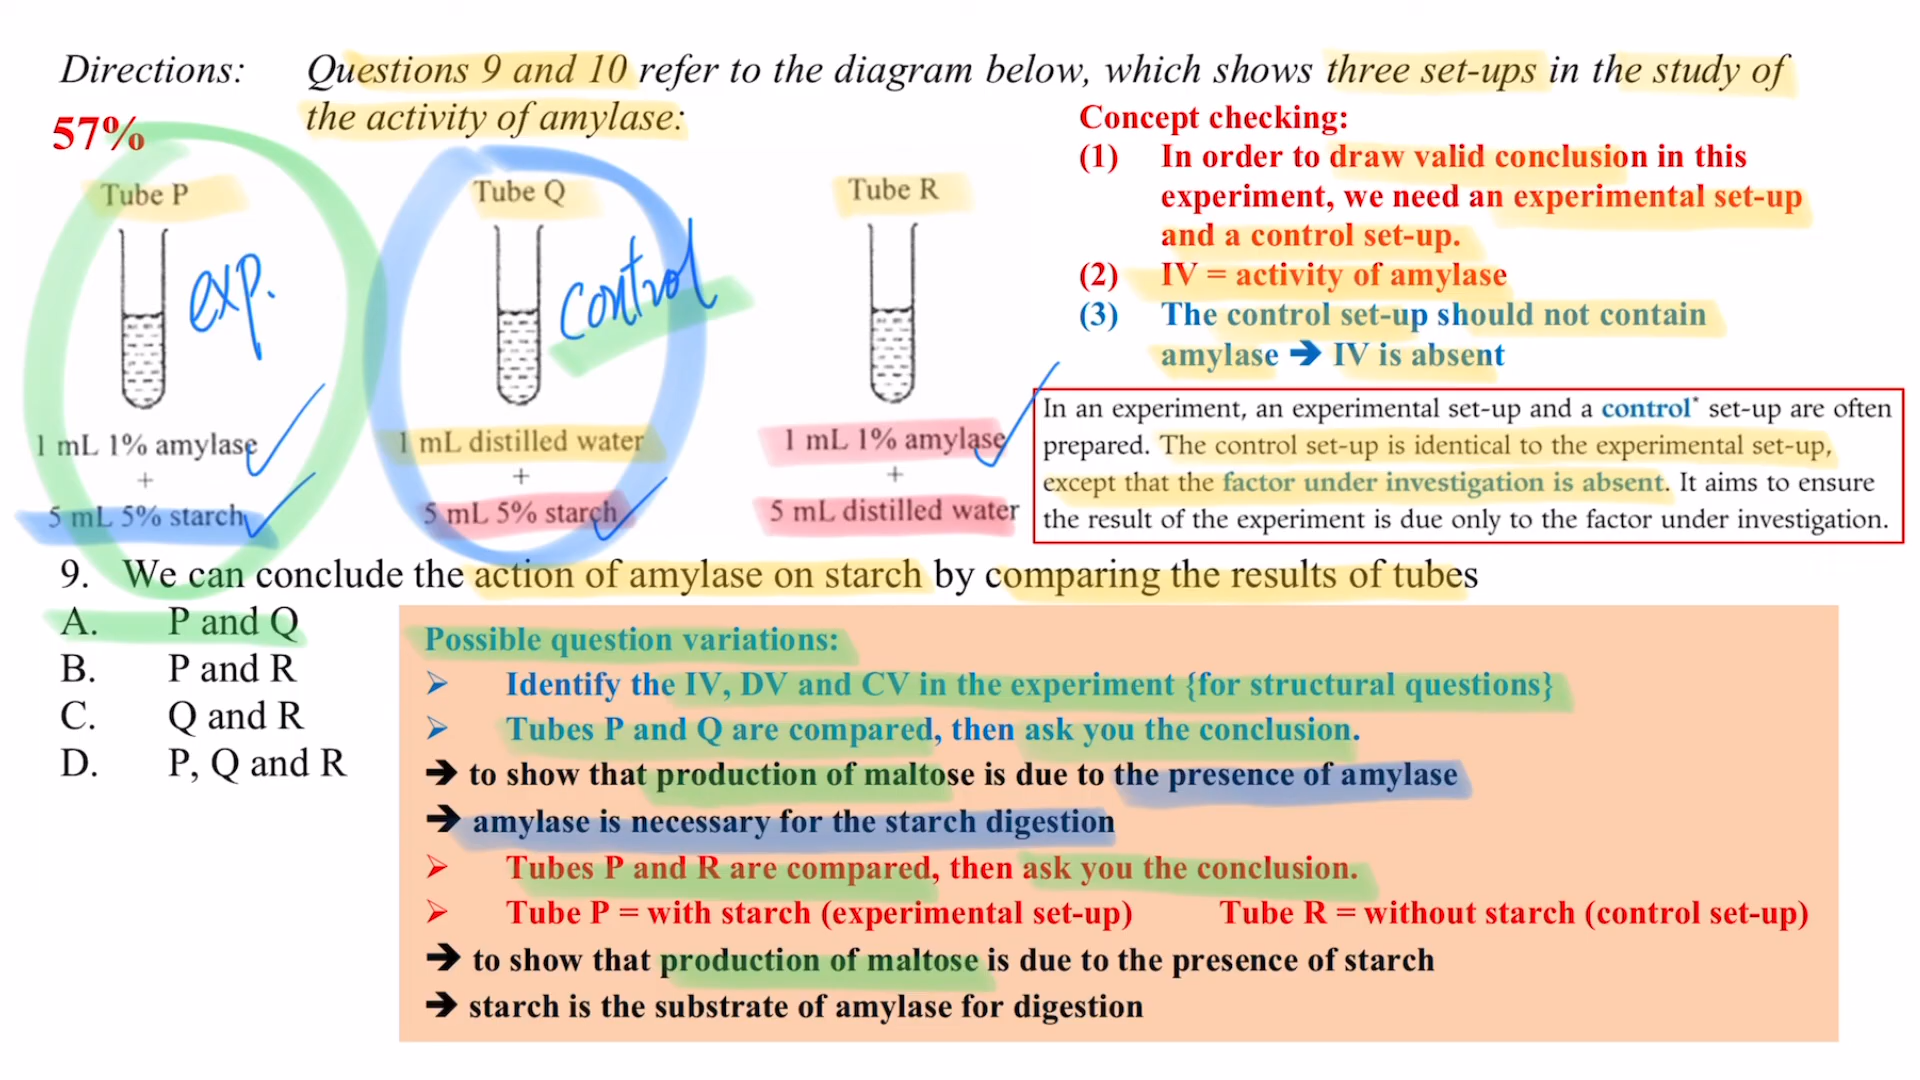 Directions: Questions 9 and 10 refer to the diagram below, which shows three set-ups in the study of
the activity of amylase:
57%
Tube P
exp.
1 mL 1% amylase
+
5 mL 5% starch
Tube Q
control
1 mL distilled water
+
5 mL 5% starch
Tube R
1 mL 1% amylase
+
5 mL distilled water
Concept checking:
(1) In order to draw valid conclusion in this
experiment, we need an experimental set-up
and a control set-up.
(2) IV = activity of amylase
(3) The control set-up should not contain
amylase ➔ IV is absent
In an experiment, an experimental set-up and a control* set-up are often
prepared. The control set-up is identical to the experimental set-up,
except that the factor under investigation is absent. It aims to ensure
the result of the experiment is due only to the factor under investigation.
9. We can conclude the action of amylase on starch by comparing the results of tubes
A. P and Q
B. P and R
C. Q and R
D. P, Q and R
Possible question variations:
➢ Identify the IV, DV and CV in the experiment {for structural questions}
➢ Tubes P and Q are compared, then ask you the conclusion.
➔ to show that production of maltose is due to the presence of amylase
➔ amylase is necessary for the starch digestion
➢ Tubes P and R are compared, then ask you the conclusion.
➢ Tube P = with starch (experimental set-up) Tube R = without starch (control set-up)
➔ to show that production of maltose is due to the presence of starch
➔ starch is the substrate of amylase for digestion